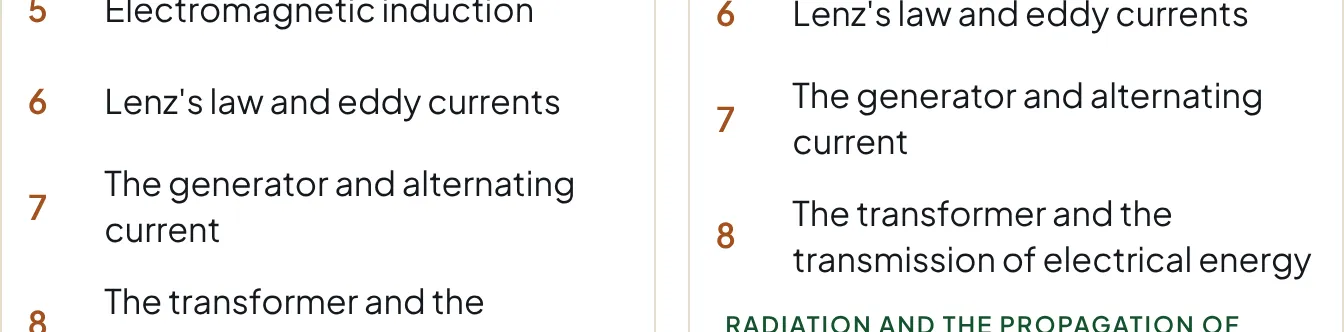 5 Electromagnetic induction
6 Lenz's law and eddy currents
7 The generator and alternating
current
8 The transformer and the
6 Lenz's law and eddy currents
7 The generator and alternating
current
8 The transformer and the
transmission of electrical energy
RADIATION AND THE PROPAGATION OF